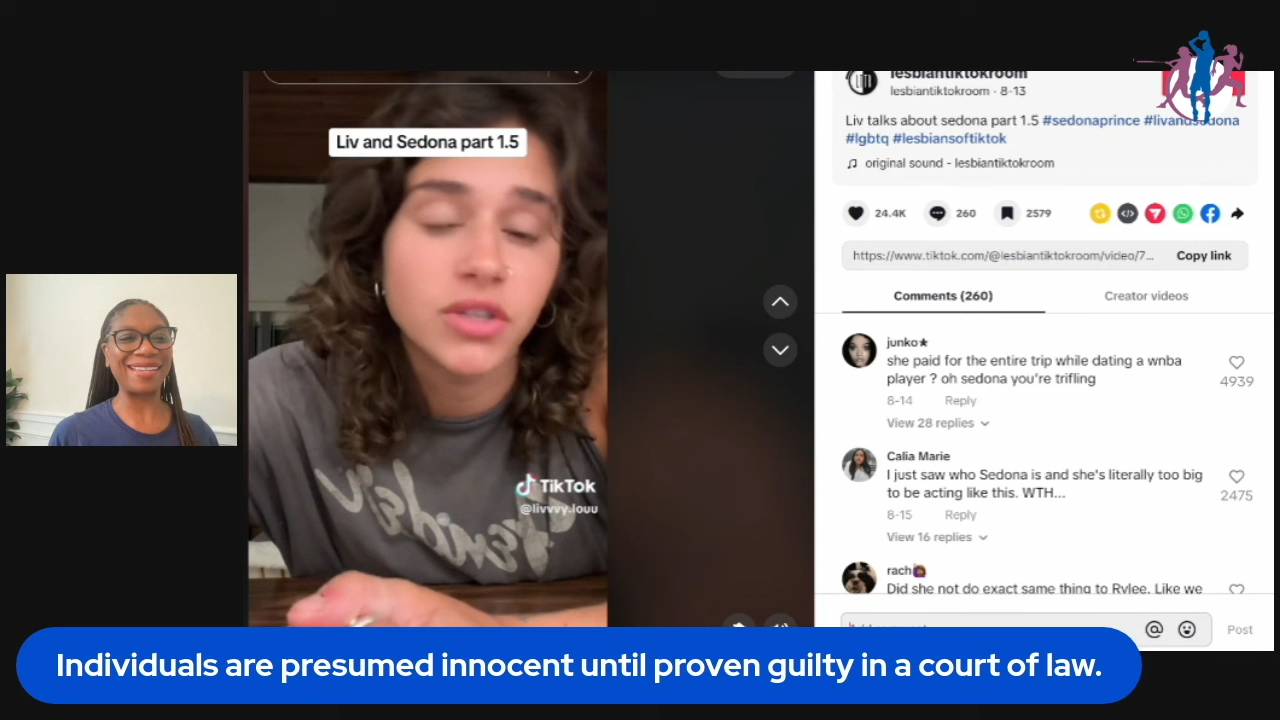 Liv and Sedona part 1.5
TikTok
@livvvy.louu
lesbiantiktokroom
lesbiantiktokroom · 8-13
Liv talks about sedona part 1.5 #sedonaprince #livandsedona
#lgbtq #lesbiansoftiktok
original sound - lesbiantiktokroom
24.4K
260
2579
https://www.tiktok.com/@lesbiantiktokroom/video/7...
Copy link
Comments (260)
Creator videos
junko★
she paid for the entire trip while dating a wnba
player ? oh sedona you're trifling
4939
8-14 Reply
View 28 replies
Calia Marie
I just saw who Sedona is and she's literally too big
to be acting like this. WTH...
2475
8-15 Reply
View 16 replies
rach
Did she not do exact same thing to Rylee. Like we
Post
Individuals are presumed innocent until proven guilty in a court of law.